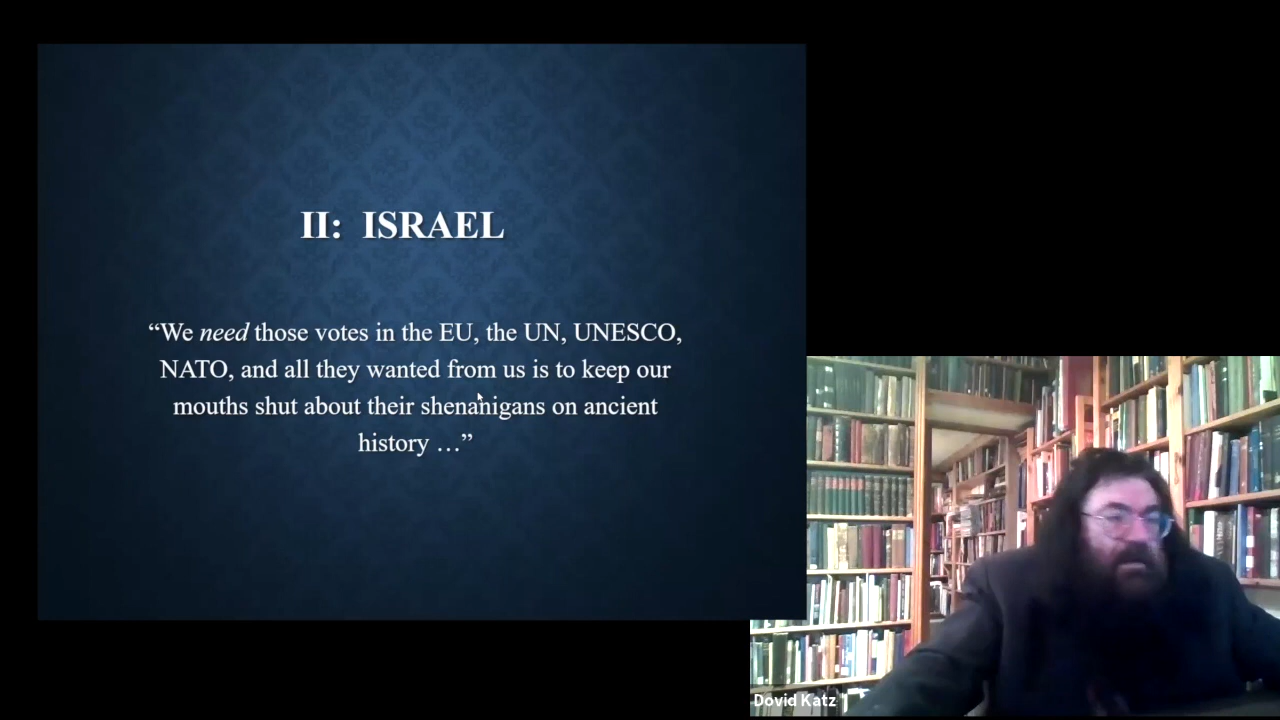 II: ISRAEL
“We need those votes in the EU, the UN, UNESCO,
NATO, and all they wanted from us is to keep our
mouths shut about their shenanigans on ancient
history …”
Dovid Katz